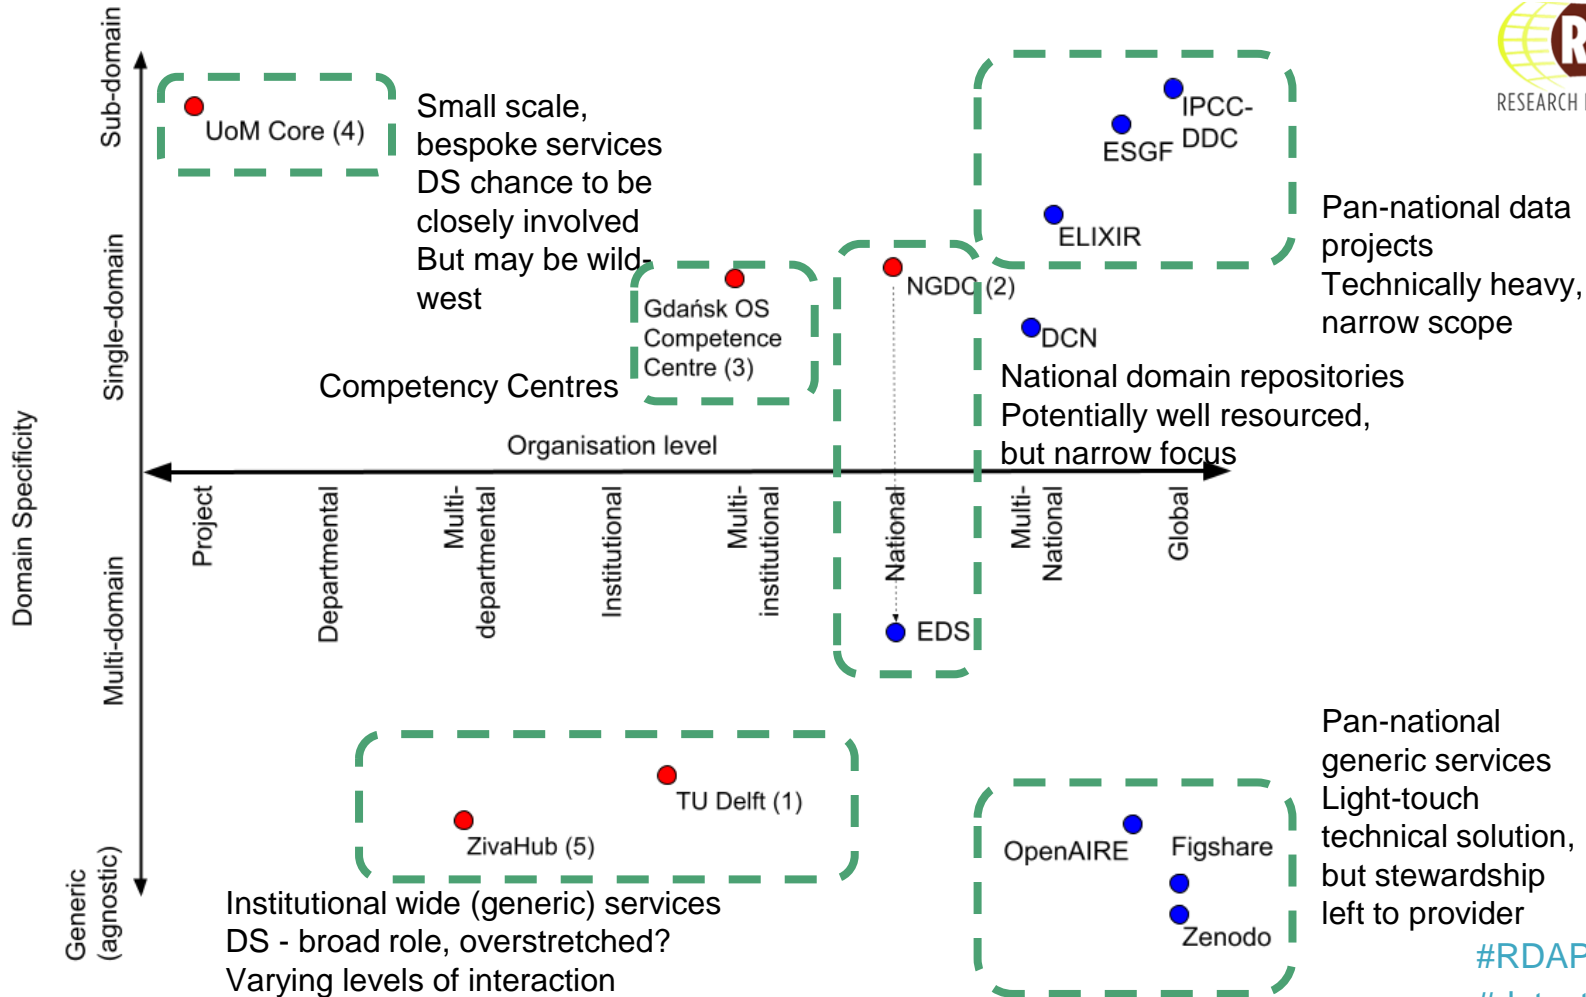 Sub-domain
Single-domain
Domain Specificity
Multi-domain
Generic
(agnostic)
UoM Core (4)
Small scale,
bespoke services
DS chance to be
closely involved
But may be wild-
west
IPCC-
DDC
ESGF
ELIXIR
RESEARCH
Pan-national data
projects
Technically heavy,
narrow scope
Gdańsk OS
Competence
Centre (3)
Competency Centres
NGDC (2)
DCN
National domain repositories
Potentially well resourced,
but narrow focus
Organisation level
Project
Departmental
Multi-
departmental
Institutional
Multi-
institutional
National
Multi-
National
Global
EDS
TU Delft (1)
ZivaHub (5)
Institutional wide (generic) services
DS - broad role, overstretched?
Varying levels of interaction
OpenAIRE
Figshare
Zenodo
Pan-national
generic services
Light-touch
technical solution,
but stewardship
left to provider
#RDAP